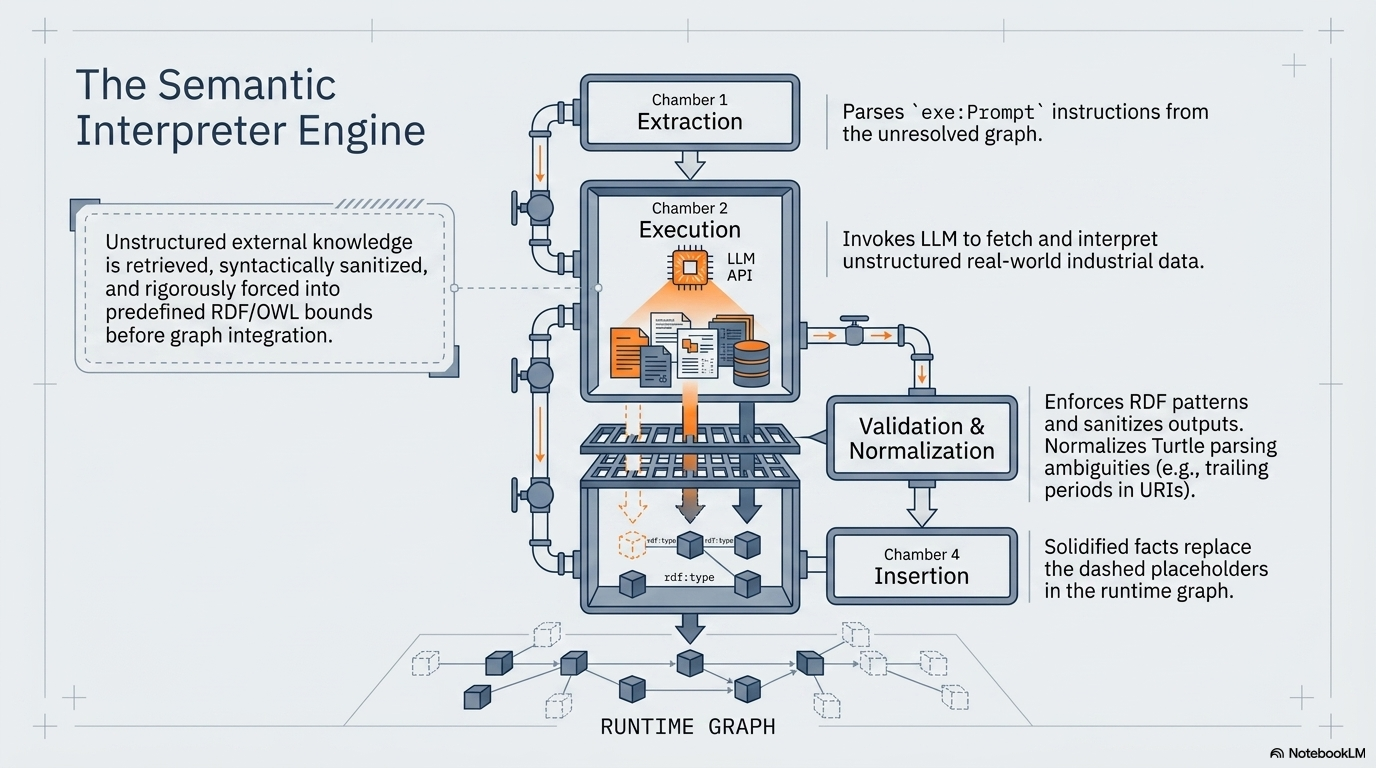 The Semantic
Interpreter Engine
Unstructured external knowledge
is retrieved, syntactically sanitized,
and rigorously forced into
predefined RDF/OWL bounds
before graph integration.
Chamber 1
Extraction
Parses `exe:Prompt` instructions from
the unresolved graph.
Chamber 2
Execution
LLM
API
Invokes LLM to fetch and interpret
unstructured real-world industrial data.
Validation &
Normalization
Enforces RDF patterns
and sanitizes outputs.
Normalizes Turtle parsing
ambiguities (e.g., trailing
periods in URIs).
rdf:type
rdT:type
rdf:type
Chamber 4
Insertion
Solidified facts replace
the dashed placeholders
in the runtime graph.
RUNTIME GRAPH
NotebookLM